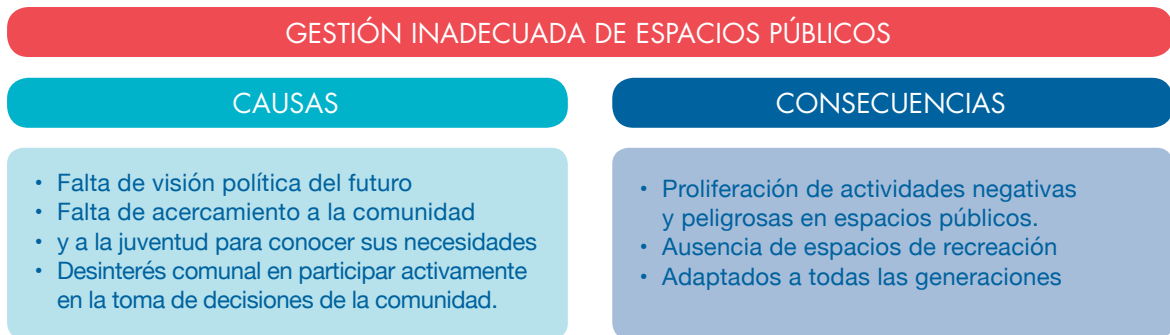 GESTIÓN INADECUADA DE ESPACIOS PÚBLICOS
CAUSAS
• Falta de visión política del futuro
• Falta de acercamiento a la comunidad
• y a la juventud para conocer sus necesidades
• Desinterés comunal en participar activamente
en la toma de decisiones de la comunidad.
CONSECUENCIAS
• Proliferación de actividades negativas
y peligrosas en espacios públicos.
• Ausencia de espacios de recreación
• Adaptados a todas las generaciones